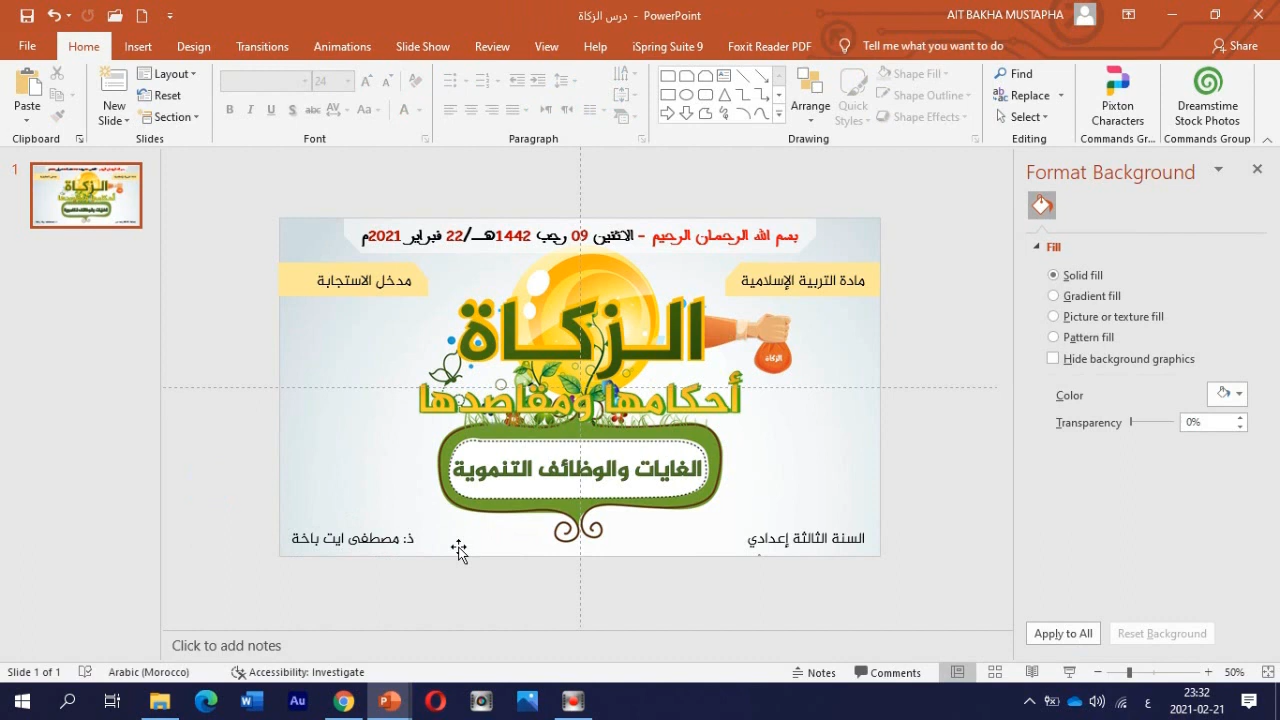 درس الزكاة - PowerPoint
AIT BAKHA MUSTAPHA
File Home Insert Design Transitions Animations Slide Show Review View Help iSpring Suite 9 Foxit Reader PDF Tell me what you want to do Share
Paste
Clipboard
New Slide
Layout
Reset
Section
Slides
24
B I U S abc AV Aa A
Font
Paragraph
Arrange
Quick Styles
Shape Fill
Shape Outline
Shape Effects
Drawing
Find
Replace
Select
Editing
Pixton Characters
Commands Gr...
Dreamstime Stock Photos
Commands Group
1
بسم الله الرحمان الرحيم - الاثنين 09 رجب 1442هـ/22 فبراير 2021م
مادة التربية الإسلامية
مدخل الاستجابة
الزكاة
الزكاة
أحكامها ومقاصدها
الغايات والوظائف التنموية
السنة الثالثة إعدادي
ذ: مصطفى ايت باخة
Format Background
Fill
Solid fill
Gradient fill
Picture or texture fill
Pattern fill
Hide background graphics
Color
Transparency 0%
Apply to All Reset Background
Click to add notes
Slide 1 of 1 Arabic (Morocco) Accessibility: Investigate Notes Comments 50%
W Au P ع 23:32
2021-02-21